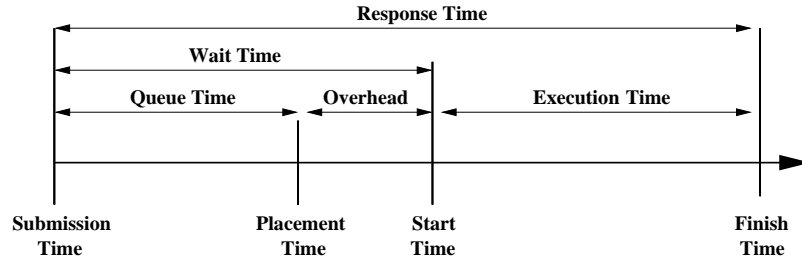 Response Time
Wait Time
Queue Time
Overhead
Execution Time
Submission
Time
Placement
Time
Start
Time
Finish
Time